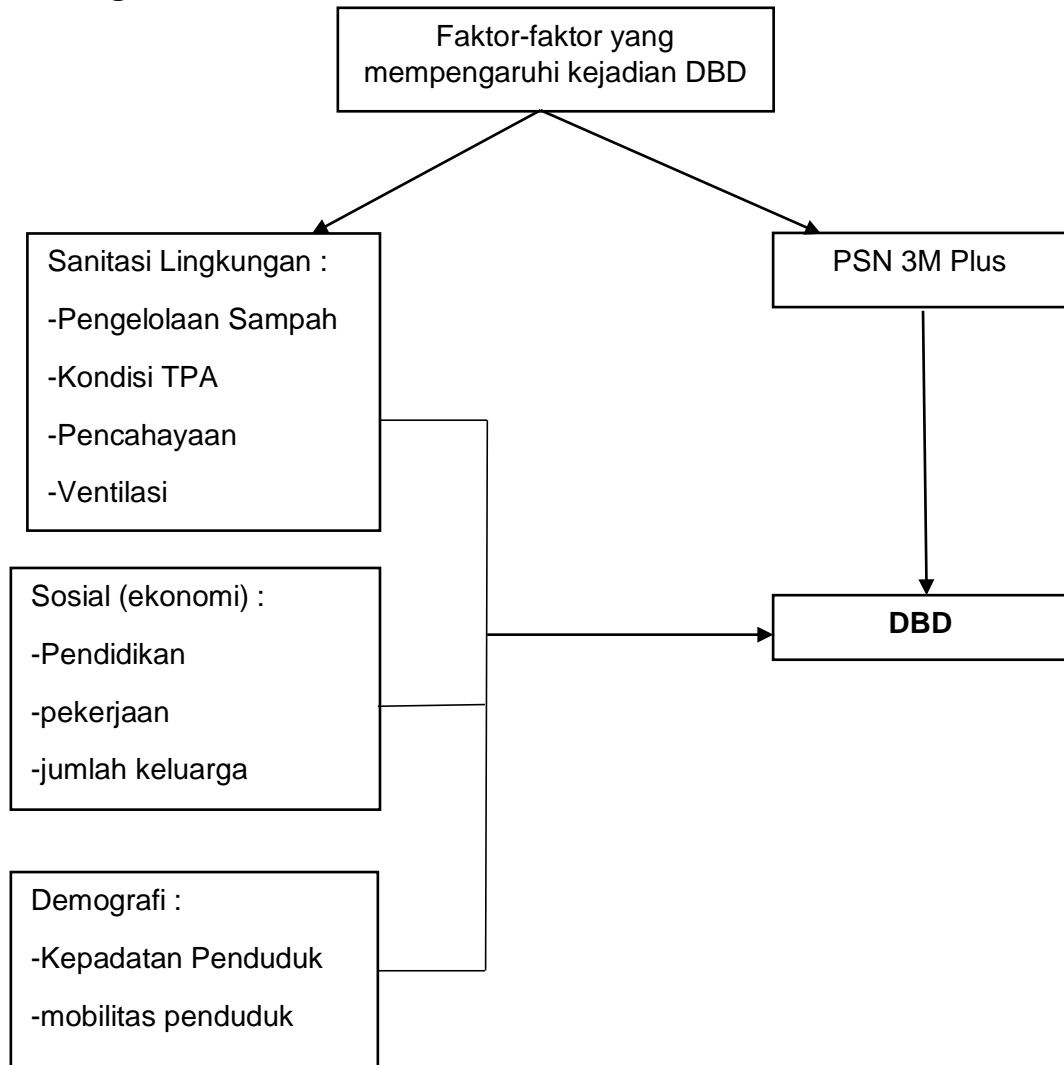 Faktor-faktor yang
mempengaruhi kejadian DBD
Sanitasi Lingkungan :
-Pengelolaan Sampah
-Kondisi TPA
-Pencahayaan
-Ventilasi
PSN 3M Plus
Sosial (ekonomi) :
-Pendidikan
-pekerjaan
-jumlah keluarga
DBD
Demografi :
-Kepadatan Penduduk
-mobilitas penduduk